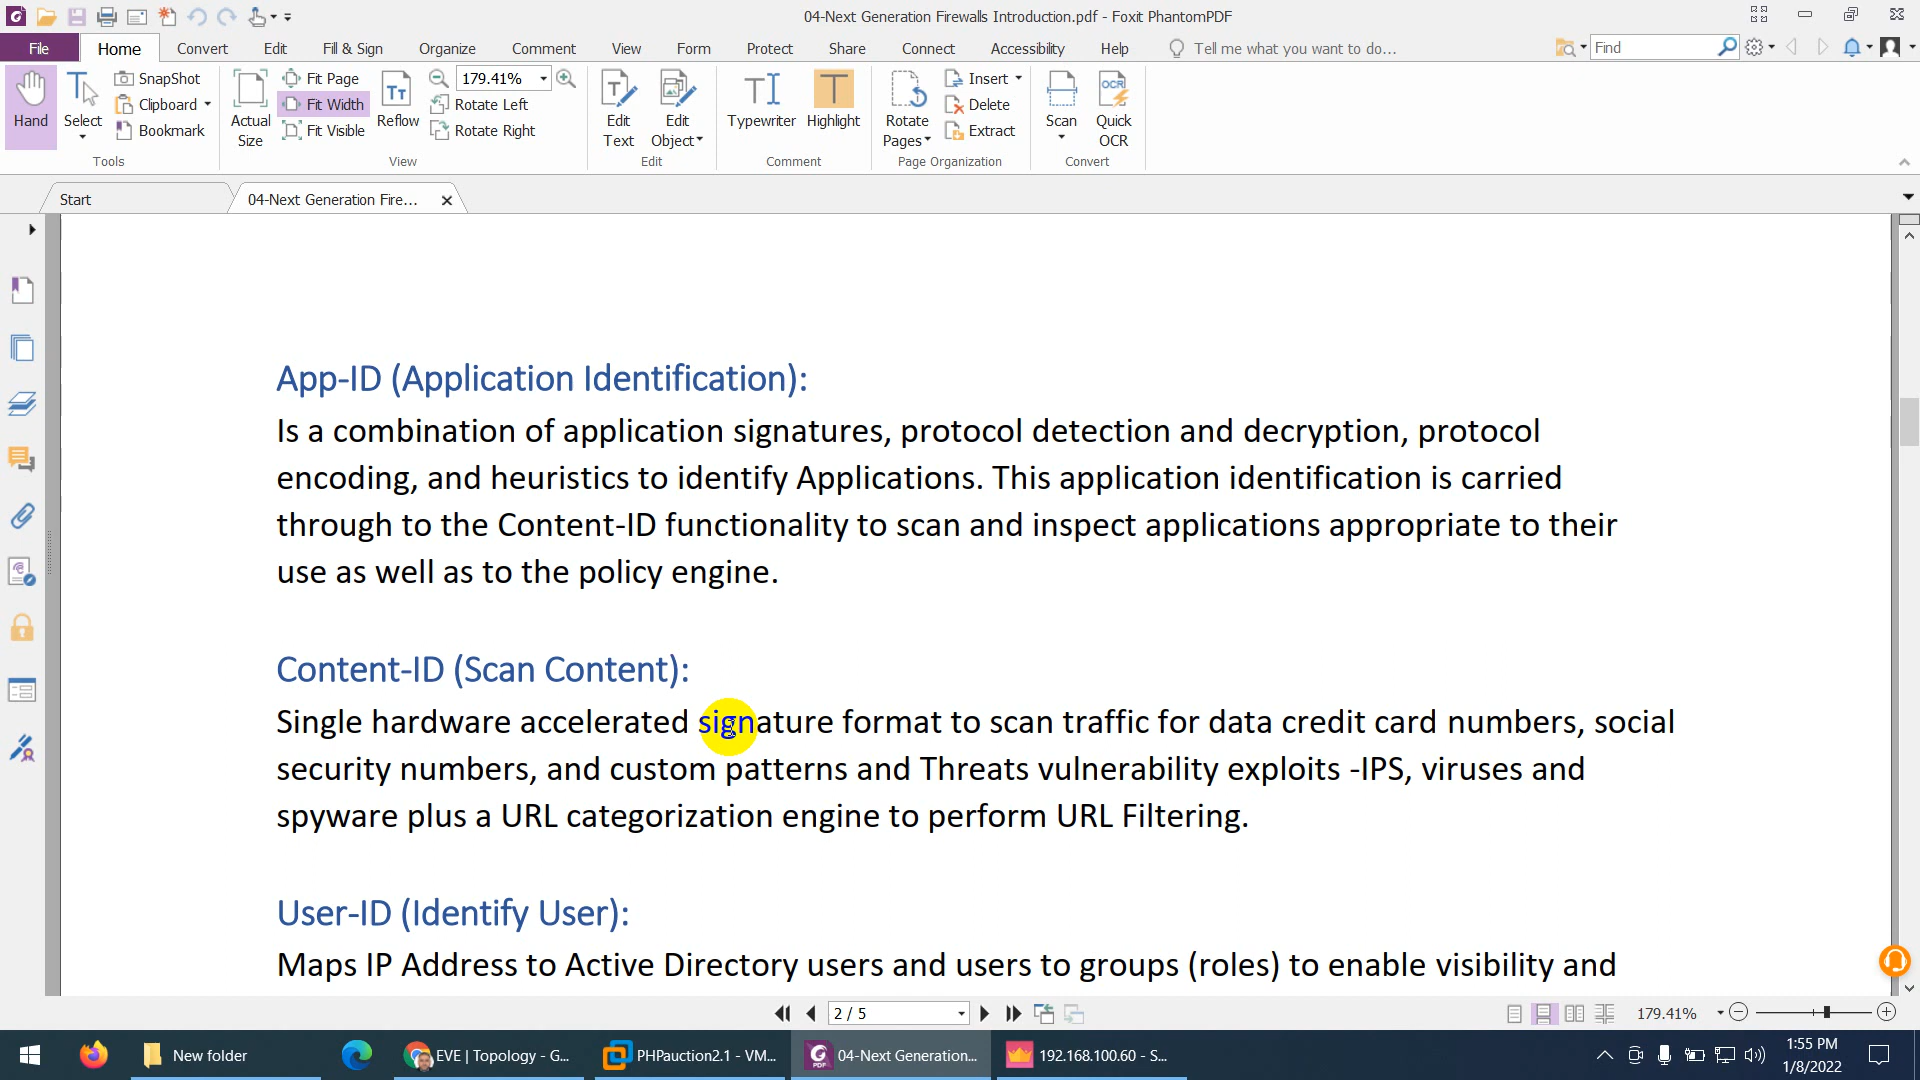 04-Next Generation Firewalls Introduction.pdf - Foxit PhantomPDF
File Home Convert Edit Fill & Sign Organize Comment View Form Protect Share Connect Accessibility Help Tell me what you want to do... Find
Hand
Select
SnapShot
Clipboard
Bookmark
Tools
Actual Size
Fit Page
Fit Width
Fit Visible
Reflow
179.41%
Rotate Left
Rotate Right
View
Edit Text
Edit Object
Edit
Typewriter
Highlight
Comment
Rotate Pages
Insert
Delete
Extract
Page Organization
Scan
Quick OCR
Convert
Start
04-Next Generation Fire...
App-ID (Application Identification):
Is a combination of application signatures, protocol detection and decryption, protocol
encoding, and heuristics to identify Applications. This application identification is carried
through to the Content-ID functionality to scan and inspect applications appropriate to their
use as well as to the policy engine.
Content-ID (Scan Content):
Single hardware accelerated signature format to scan traffic for data credit card numbers, social
security numbers, and custom patterns and Threats vulnerability exploits -IPS, viruses and
spyware plus a URL categorization engine to perform URL Filtering.
User-ID (Identify User):
Maps IP Address to Active Directory users and users to groups (roles) to enable visibility and
2 / 5
179.41%
New folder
EVE | Topology - G...
PHPauction2.1 - VM...
04-Next Generation...
192.168.100.60 - S...
1:55 PM
1/8/2022